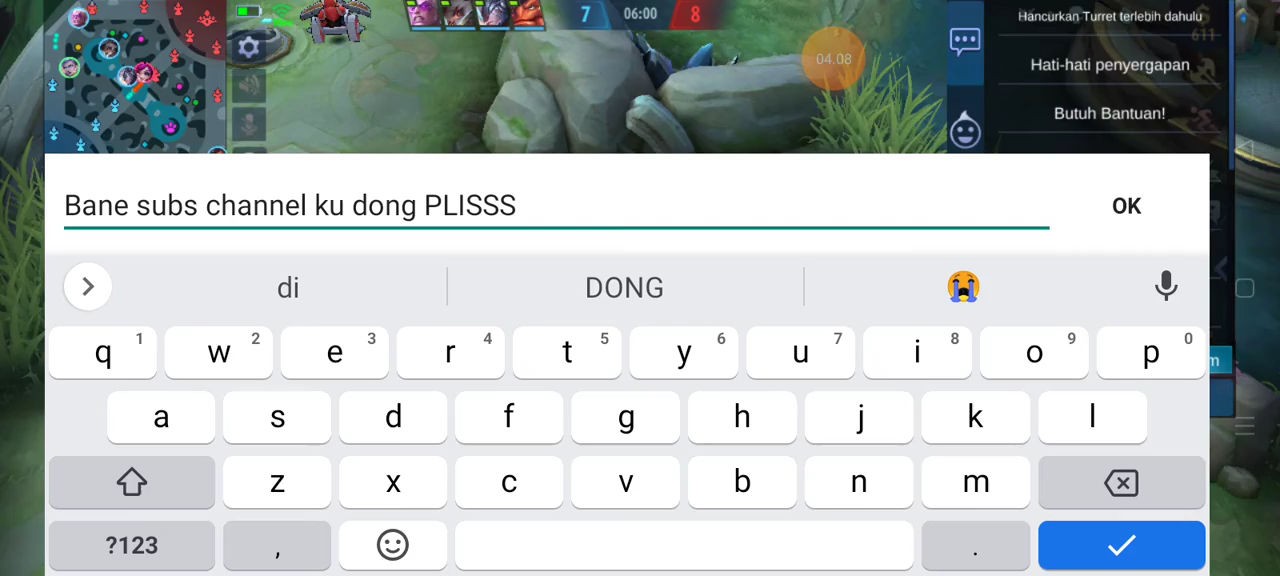 7 06:00 8
04.08
Hancurkan Turret terlebih dahulu
611
Hati-hati penyergapan
Butuh Bantuan!
Bane subs channel ku dong PLISSS
OK
di DONG 😭
q 1 w 2 e 3 r 4 t 5 y 6 u 7 i 8 o 9 p 0
m
a s d f g h j k l
z x c v b n m
?123 , .